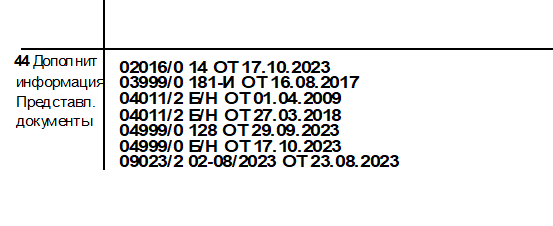 44 Дополнит
информация
Представл.
документы
02016/0 14 ОТ 17.10.2023
03999/0 181-И ОТ 16.08.2017
04011/2 Б/Н ОТ 01.04.2009
04011/2 Б/Н ОТ 27.03.2018
04999/0 128 ОТ 29.09.2023
04999/0 Б/Н ОТ 17.10.2023
09023/2 02-08/2023 ОТ 23.08.2023